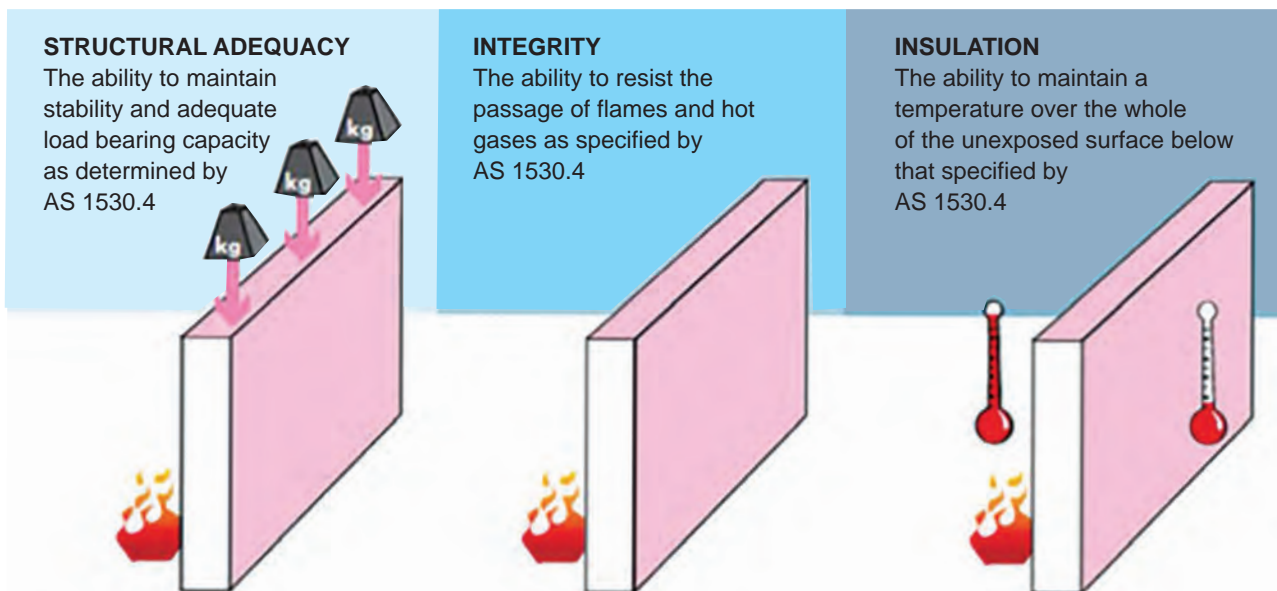 STRUCTURAL ADEQUACY
The ability to maintain
stability and adequate
load bearing capacity
as determined by
AS 1530.4
kg
kg
kg
INTEGRITY
The ability to resist the
passage of flames and hot
gases as specified by
AS 1530.4
INSULATION
The ability to maintain a
temperature over the whole
of the unexposed surface below
that specified by
AS 1530.4